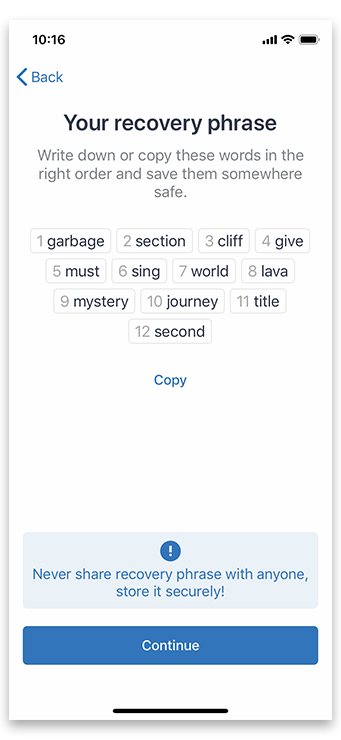 10:16
Back
Your recovery phrase
Write down or copy these words in the
right order and save them somewhere
safe.
1 garbage 2 section 3 cliff 4 give
5 must 6 sing 7 world 8 lava
9 mystery 10 journey 11 title
12 second
Copy
Never share recovery phrase with anyone,
store it securely!
Continue